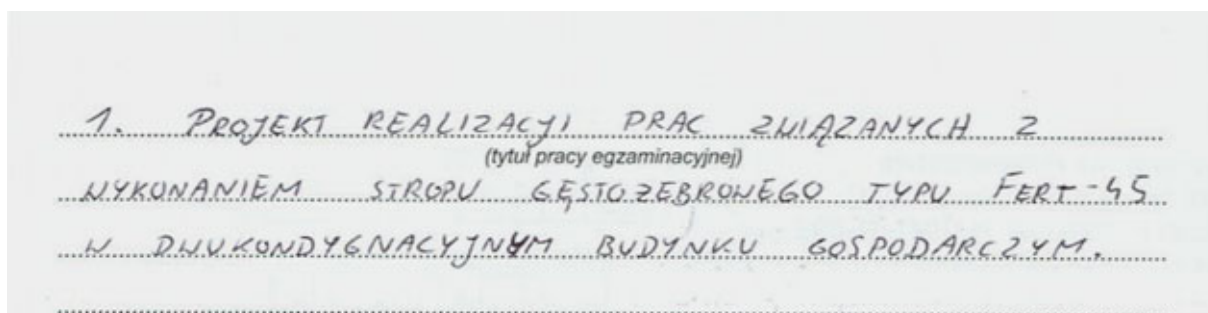 1. PROJEKT REALIZACJI PRAC ZWIĄZANYCH Z
(tytuł pracy egzaminacyjnej)
WYKONANIEM STROPU GĘSTOŻEBROWEGO TYPU FERT-45
W DWUKONDYGNACYJNYM BUDYNKU GOSPODARCZYM.